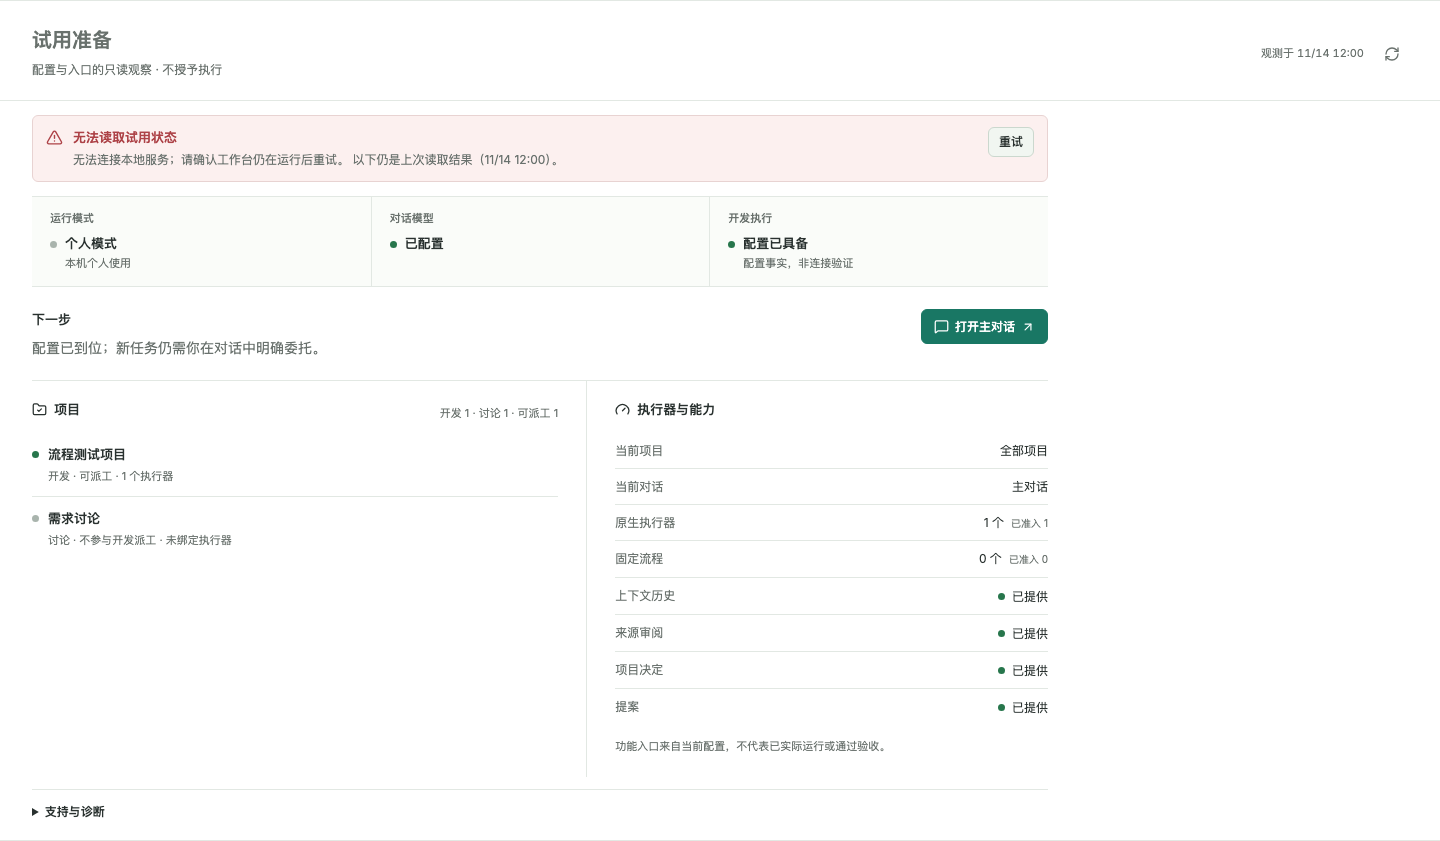 试用准备
配置与入口的只读观察 · 不授予执行
观测于 11/14 12:00
无法读取试用状态
无法连接本地服务；请确认工作台仍在运行后重试。 以下仍是上次读取结果（11/14 12:00）。
重试
运行模式
个人模式
本机个人使用
对话模型
已配置
开发执行
配置已具备
配置事实，非连接验证
下一步
配置已到位；新任务仍需你在对话中明确委托。
打开主对话
项目
开发 1 · 讨论 1 · 可派工 1
流程测试项目
开发 · 可派工 · 1 个执行器
需求讨论
讨论 · 不参与开发派工 · 未绑定执行器
执行器与能力
当前项目 全部项目
当前对话 主对话
原生执行器 1 个 已准入 1
固定流程 0 个 已准入 0
上下文历史 已提供
来源审阅 已提供
项目决定 已提供
提案 已提供
功能入口来自当前配置，不代表已实际运行或通过验收。
支持与诊断